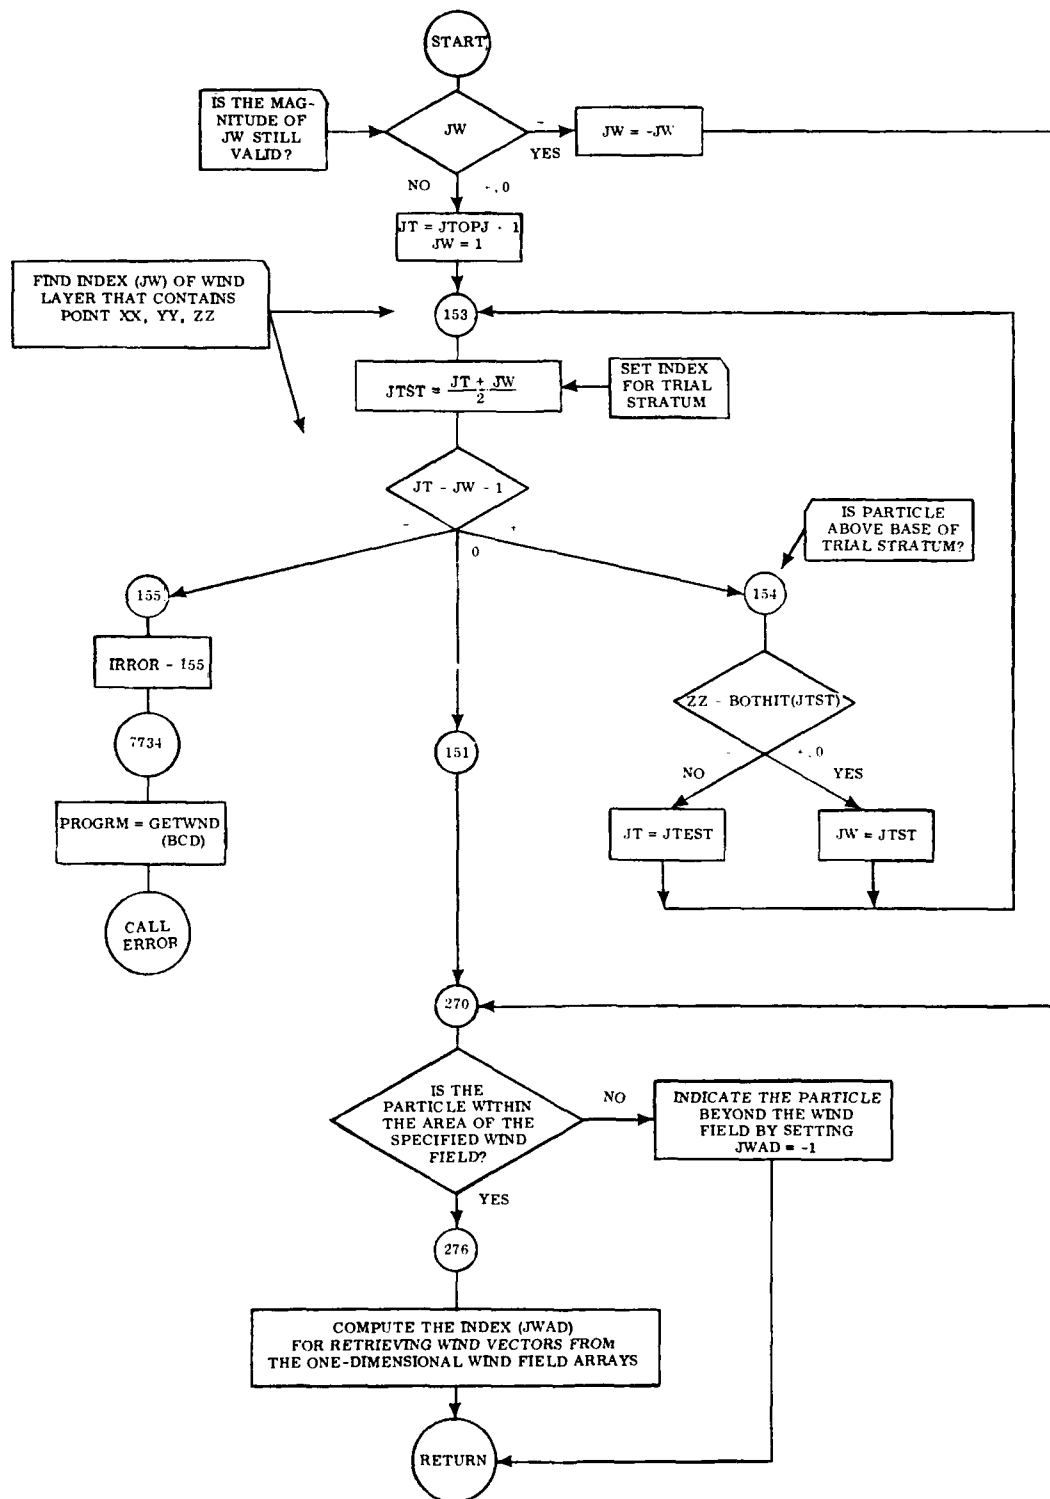 START
IS THE MAG-
NITUDE OF
JW STILL
VALID?
JW
-
YES
JW = -JW
NO
-, 0
JT = JTOPJ · 1
JW = 1
FIND INDEX (JW) OF WIND
LAYER THAT CONTAINS
POINT XX, YY, ZZ
153
JTST = JT + JW
2
SET INDEX
FOR TRIAL
STRATUM
JT - JW - 1
-
0
+
IS PARTICLE
ABOVE BASE OF
TRIAL STRATUM?
155
154
IRROR - 155
ZZ - BOTHIT(JTST)
7734
151
-
+, 0
NO
YES
PROGRM = GETWND
(BCD)
JT = JTEST
JW = JTST
CALL
ERROR
270
IS THE
PARTICLE WITHIN
THE AREA OF THE
SPECIFIED WIND
FIELD?
NO
INDICATE THE PARTICLE
BEYOND THE WIND
FIELD BY SETTING
JWAD = -1
YES
276
COMPUTE THE INDEX (JWAD)
FOR RETRIEVING WIND VECTORS FROM
THE ONE-DIMENSIONAL WIND FIELD ARRAYS
RETURN